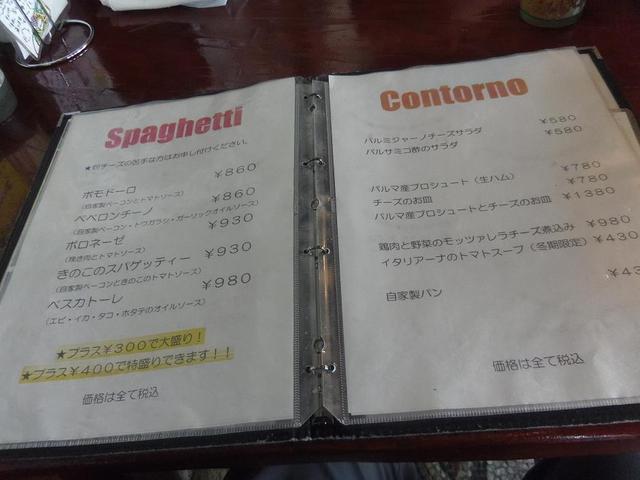 Spaghetti
★粉チーズの苦手な方はお申し付けください。
ポモドーロ ¥860
(自家製ベーコンとトマトソース)
ペペロンチーノ ¥860
(自家製ベーコン・トウガラシ・ガーリックオイルソース)
ボロネーゼ ¥930
(挽き肉とトマトソース)
きのこのスパゲッティー ¥930
(自家製ベーコンときのこのトマトソース)
ペスカトーレ ¥980
(エビ・イカ・タコ・ホタテのオイルソース)
★プラス¥300で大盛り!
★プラス¥400で特盛りできます!!
価格は全て税込
Contorno
パルミジャーノチーズサラダ ¥580
バルサミコ酢のサラダ ¥580
パルマ産プロシュート(生ハム) ¥780
チーズのお皿 ¥780
パルマ産プロシュートとチーズのお皿 ¥1380
鶏肉と野菜のモッツァレラチーズ煮込み ¥980
イタリアーナのトマトスープ(冬期限定) ¥430
自家製パン ¥43
価格は全て税込